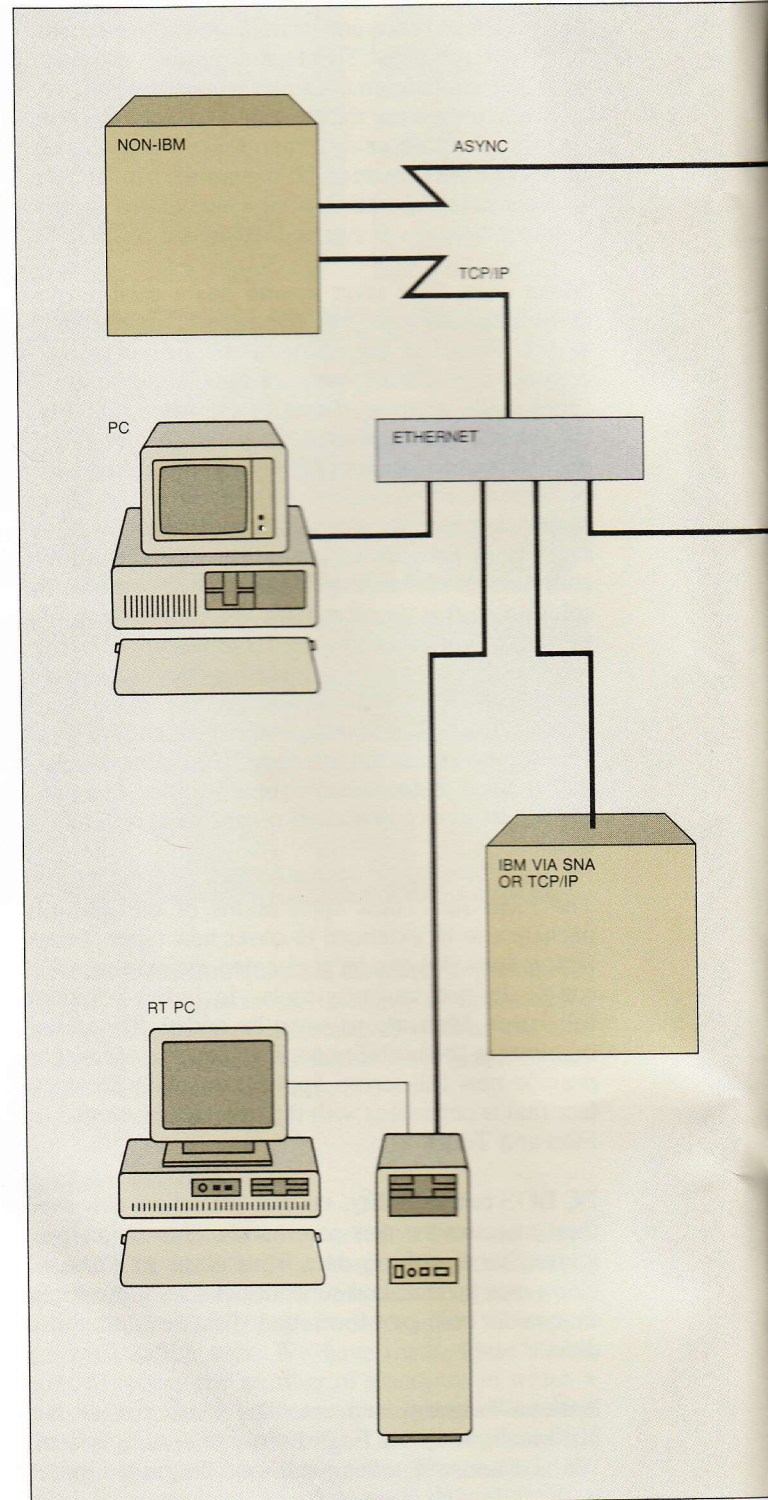 NON-IBM
ASYNC
TCP/IP
PC
ETHERNET
IBM VIA SNA
OR TCP/IP
RT PC